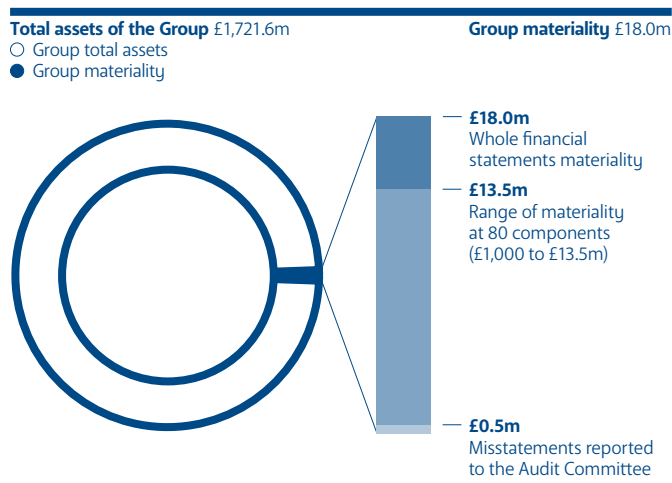 Total assets of the Group £1,721.6m
Group total assets
Group materiality
Group materiality £18.0m
£18.0m
Whole financial
statements materiality
£13.5m
Range of materiality
at 80 components
(£1,000 to £13.5m)
£0.5m
Misstatements reported
to the Audit Committee